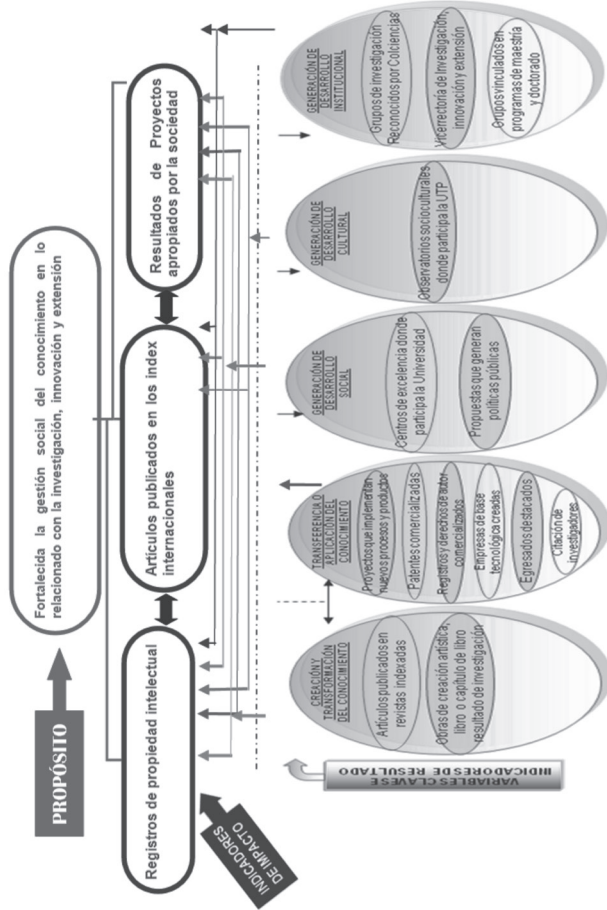 PROPÓSITO
Fortalecida la gestión social del conocimiento en lo
relacionado con la investigación, innovación y extensión
INDICADORES
DE IMPACTO
Registros de propiedad intelectual
Artículos publicados en los index
internacionales
Resultados de Proyectos
apropiados por la sociedad
VARIABLES CLAVES E
INDICADORES DE RESULTADO
CREACIÓN Y
TRANSFORMACIÓN
DEL CONOCIMIENTO
Artículos publicados en
revistas indexadas
Obras de creación artística,
libro o capítulo de libro
resultado de investigación
TRANSFERENCIA O
APLICACIÓN DEL
CONOCIMIENTO
Proyectos que implementan
nuevos procesos y productos
Patentes comercializadas
Registros y derechos de autor
comercializados
Empresas de base
tecnológica creadas
Egresados destacados
Citación de
investigadores
GENERACIÓN DE
DESARROLLO
SOCIAL
Centros de excelencia donde
participa la Universidad
Propuestas que generan
políticas públicas
GENERACIÓN DE
DESARROLLO
CULTURAL
Observatorios socioculturales
donde participa la UTP
GENERACIÓN DE
DESARROLLO
INSTITUCIONAL
Grupos de investigación
Reconocidos por Colciencias
Vicerrectoría de Investigación,
innovación y extensión
Grupos vinculados en
programas de maestría
y doctorado